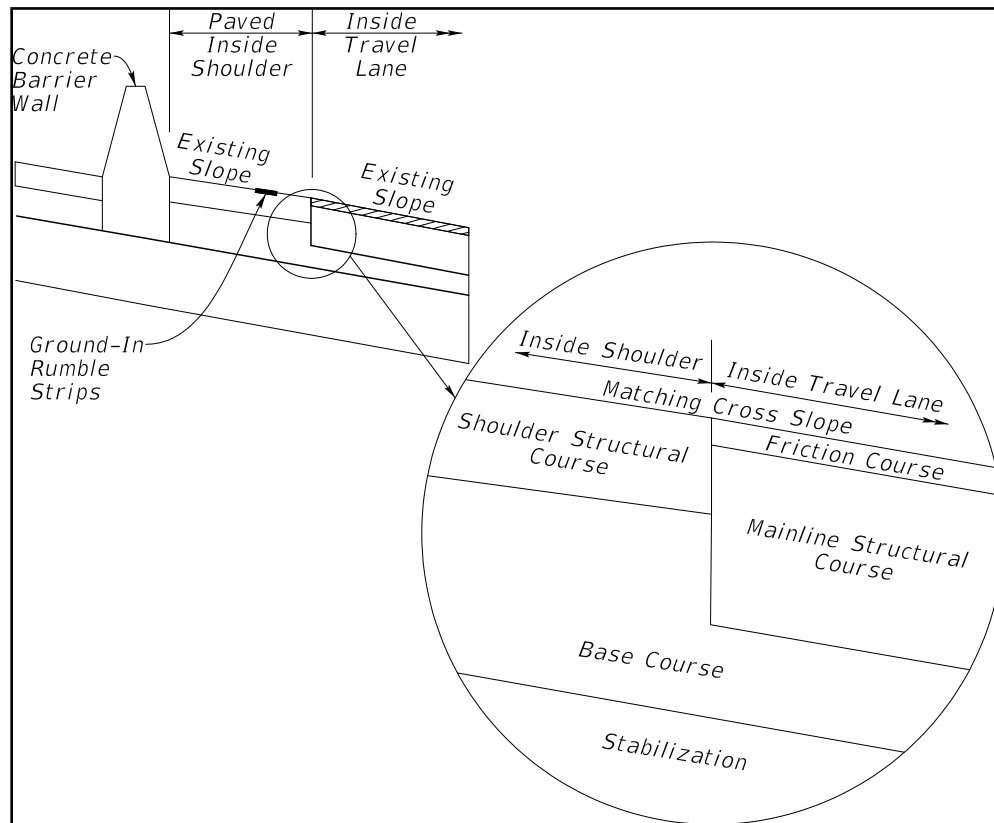 Paved
Inside
Shoulder
Inside
Travel
Lane
Concrete
Barrier
Wall
Existing
Slope
Existing
Slope
Ground-In
Rumble
Strips
Inside Shoulder
Inside Travel Lane
Matching Cross Slope
Shoulder Structural
Course
Friction Course
Mainline Structural
Course
Base Course
Stabilization